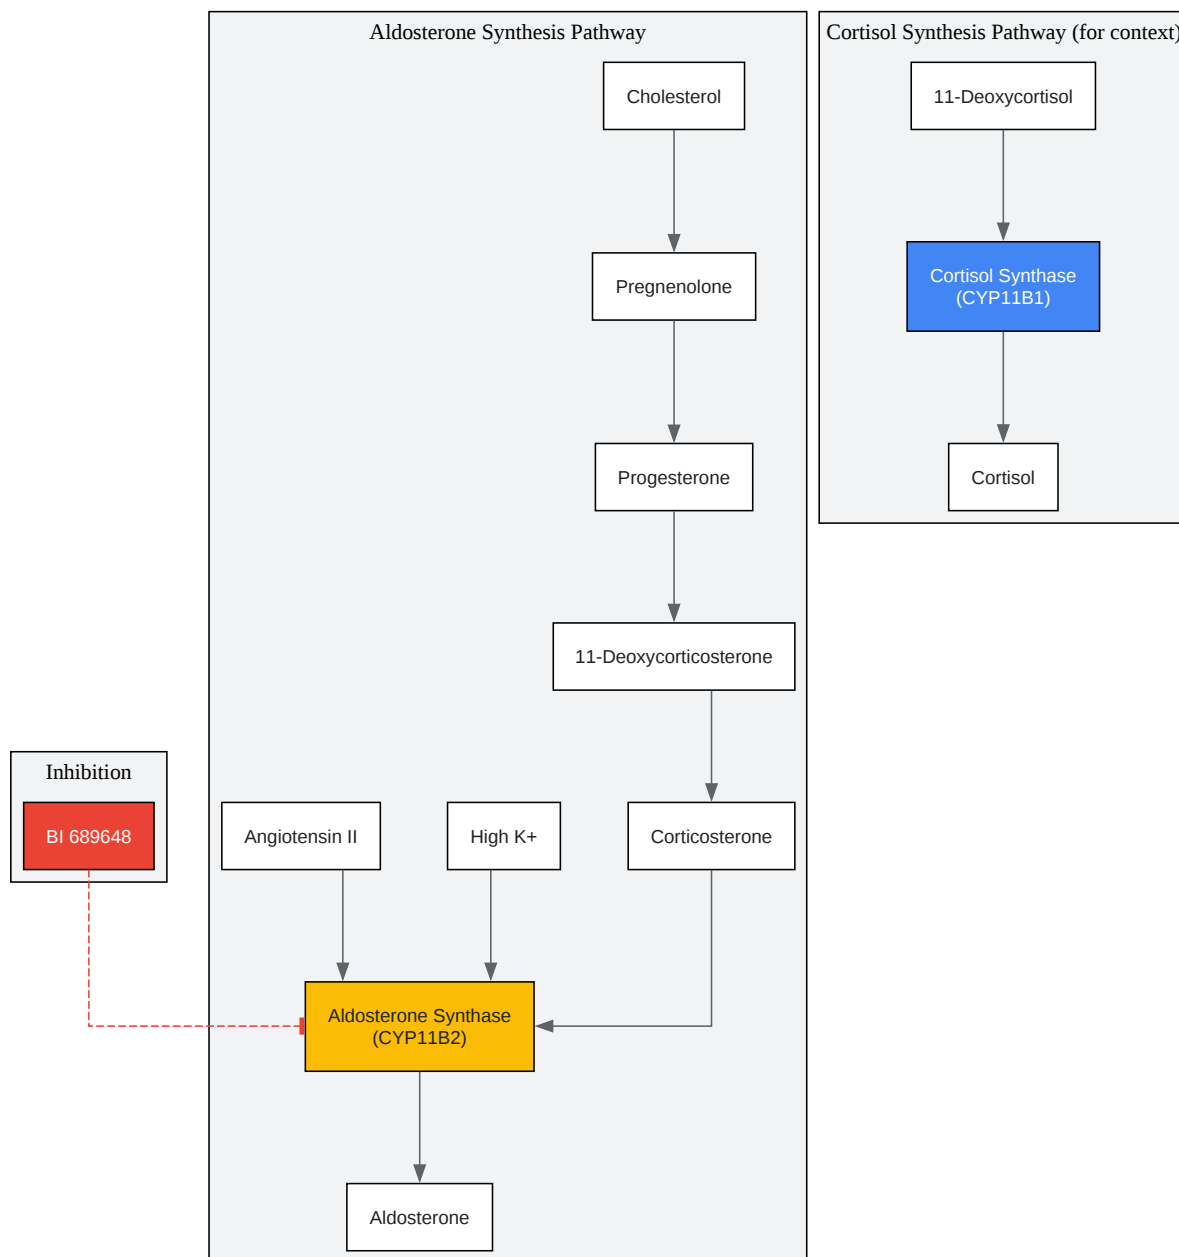 Aldosterone Synthesis Pathway
Cholesterol
Pregnenolone
Progesterone
11-Deoxycorticosterone
Angiotensin II
High K+
Corticosterone
Aldosterone Synthase
(CYP11B2)
Aldosterone
Cortisol Synthesis Pathway (for context)
11-Deoxycortisol
Cortisol Synthase
(CYP11B1)
Cortisol
Inhibition
BI 689648